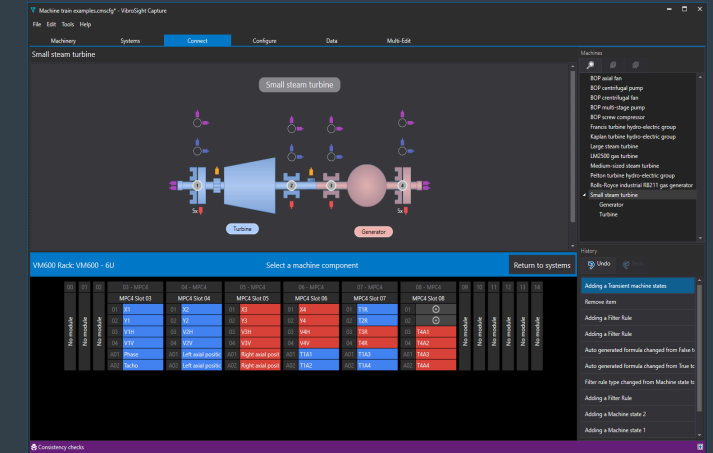 Machine train examples.cmscfg* - VibroSight Capture
File Edit Tools Help
Machinery Systems Connect Configure Data Multi-Edit
Small steam turbine
Small steam turbine
1 2 3 4
5x 5x
Turbine
Generator
Machines
BOP axial fan
BOP centrifugal pump
BOP crentrifugal fan
BOP multi-stage pump
BOP screw compressor
Francis turbine hydro-electric group
Kaplan turbine hydro-electric group
Large steam turbine
LM2500 gas turbine
Medium-sized steam turbine
Pelton turbine hydro-electric group
Rolls-Royce industrial RB211 gas generator
Small steam turbine
Generator
Turbine
VM600 Rack: VM600 - 6U
Select a machine component
Return to systems
00 01 02 03 - MPC4 04 - MPC4 05 - MPC4 06 - MPC4 07 - MPC4 08 - MPC4 09 10 11 12 13 14
MPC4 Slot 03 MPC4 Slot 04 MPC4 Slot 05 MPC4 Slot 06 MPC4 Slot 07 MPC4 Slot 08
01 X1 01 X2 01 X3 01 X4 01 T1R 01
02 Y1 02 Y2 02 Y3 02 Y4 02 T2R 02
03 V1H 03 V2H 03 V3H 03 V4H 03 T3R 03 T4A1
04 V1V 04 V2V 04 V3V 04 V4V 04 T4R 04 T4A2
A01 Phase A01 Left axial positic A01 Right axial posit A01 T1A1 A01 T1A3 A01 T4A3
A02 Tacho A02 Left axial positic A02 Right axial posit A02 T1A2 A02 T1A4 A02 T4A4
No module No module No module No module No module No module No module No module No module
History
Undo
Adding a Transient machine states
Remove item
Adding a Filter Rule
Adding a Filter Rule
Auto generated formula changed from False to
Auto generated formula changed from True to
Filter rule type changed from Machine state to
Adding a Filter Rule
Adding a Machine state 2
Adding a Machine state 1
Consistency checks